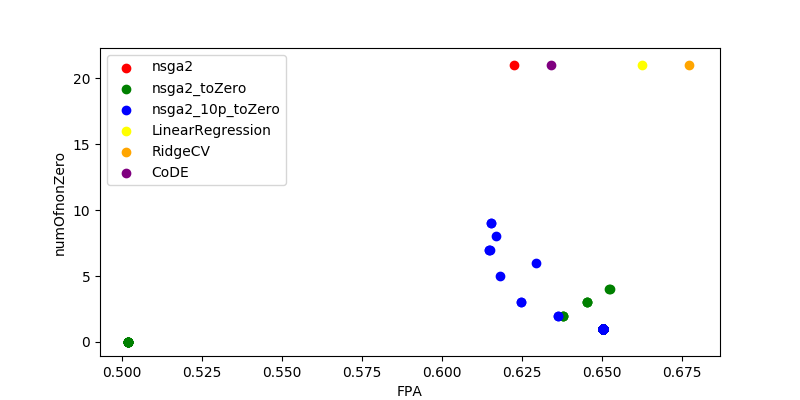 nsga2
nsga2_toZero
nsga2_10p_toZero
LinearRegression
RidgeCV
CoDE
numOfnonZero
20
15
10
5
0
0.500 0.525 0.550 0.575 0.600 0.625 0.650 0.675
FPA